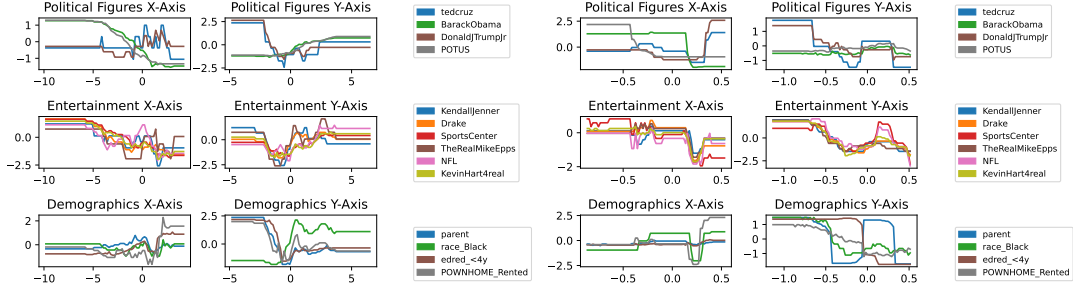 Political Figures X-Axis
1
0
−1
−10
−5
0
Political Figures Y-Axis
2.5
0.0
−2.5
−5
0
5
tedcruz
BarackObama
DonaldJTrumpJr
POTUS
Political Figures X-Axis
2.5
0.0
−0.5
0.0
0.5
Political Figures Y-Axis
2.5
0.0
−1.0
−0.5
0.0
0.5
tedcruz
BarackObama
DonaldJTrumpJr
POTUS
Entertainment X-Axis
0.0
−2.5
−10
−5
0
Entertainment Y-Axis
2.5
0.0
−2.5
−5
0
5
KendallJenner
Drake
SportsCenter
TheRealMikeEpps
NFL
KevinHart4real
Entertainment X-Axis
0
−2
−0.5
0.0
0.5
Entertainment Y-Axis
0.0
−2.5
−1.0
−0.5
0.0
0.5
KendallJenner
Drake
SportsCenter
TheRealMikeEpps
NFL
KevinHart4real
Demographics X-Axis
2
0
−10
−5
0
Demographics Y-Axis
2.5
0.0
−5
0
5
parent
race_Black
edred_<4y
POWNHOME_Rented
Demographics X-Axis
2.5
0.0
−2.5
−0.5
0.0
0.5
Demographics Y-Axis
1
0
−1
−1.0
−0.5
0.0
0.5
parent
race_Black
edred_<4y
POWNHOME_Rented